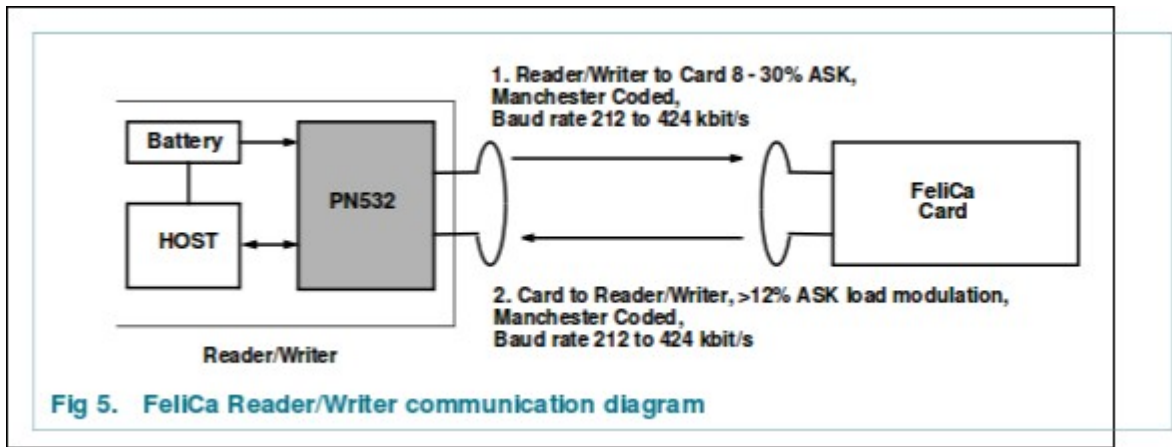 1. Reader/Writer to Card 8 - 30% ASK,
Manchester Coded,
Baud rate 212 to 424 kbit/s
Battery
PN532
HOST
FeliCa
Card
2. Card to Reader/Writer, >12% ASK load modulation,
Manchester Coded,
Baud rate 212 to 424 kbit/s
Reader/Writer
Fig 5. FeliCa Reader/Writer communication diagram